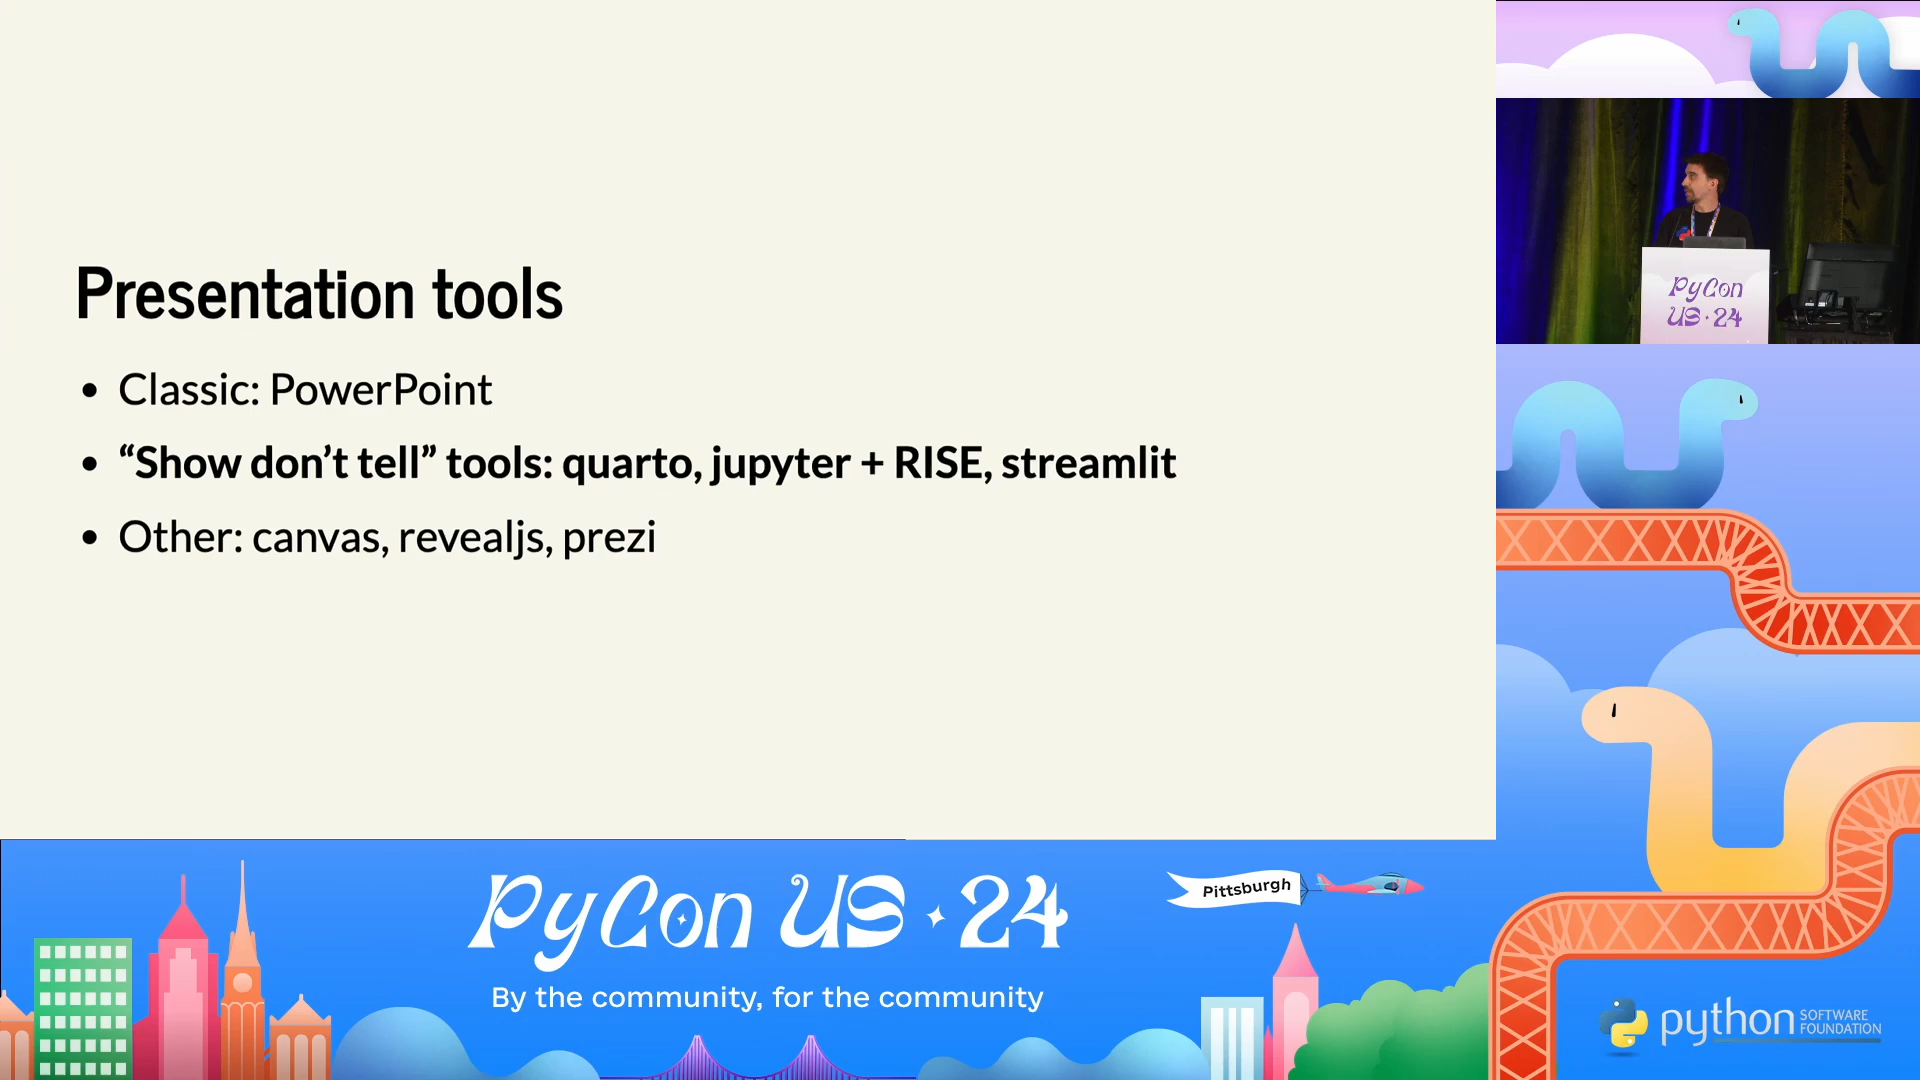 Presentation tools
• Classic: PowerPoint
• “Show don’t tell” tools: quarto, jupyter + RISE, streamlit
• Other: canvas, revealjs, prezi
PyCon
US·24
PyCon US·24
By the community, for the community
Pittsburgh
python SOFTWARE
FOUNDATION